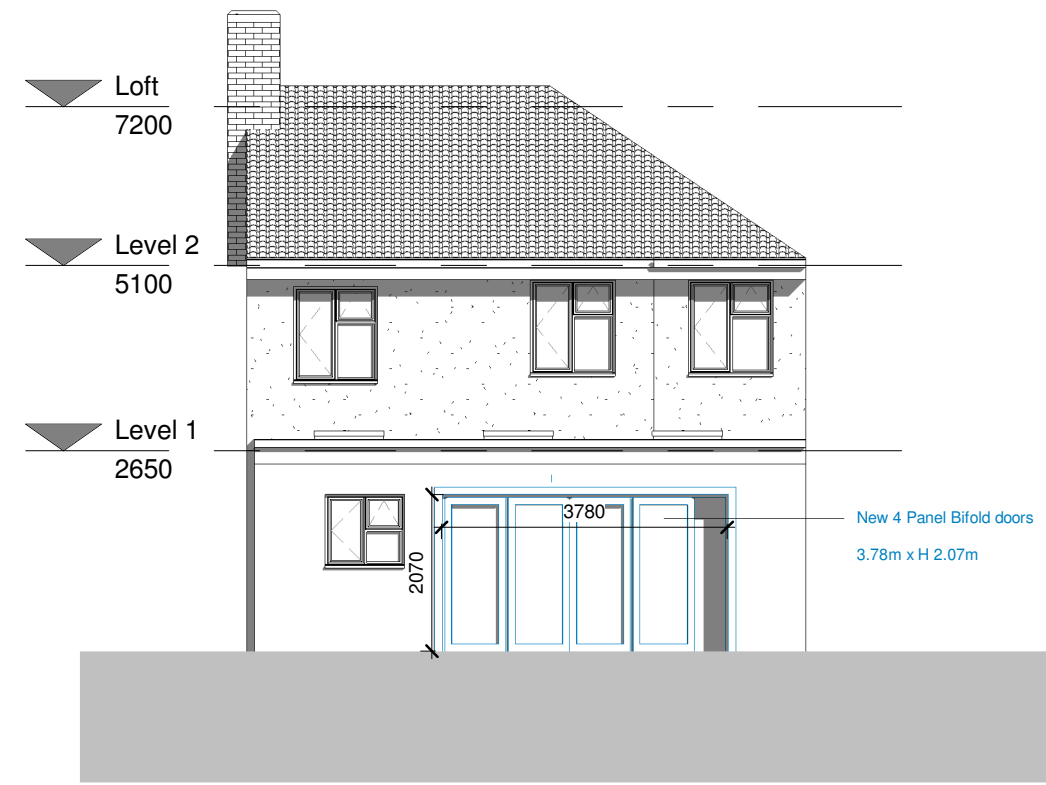 Loft
7200
Level 2
5100
Level 1
2650
3780
2070
New 4 Panel Bifold doors
3.78m x H 2.07m